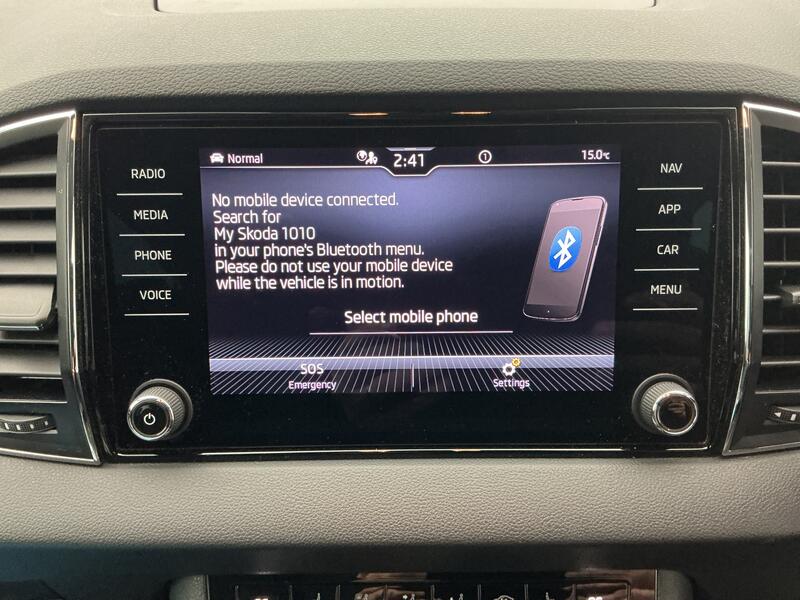 Normal
2:41
1
15.0°C
RADIO
MEDIA
PHONE
VOICE
No mobile device connected.
Search for
My Skoda 1010
in your phone's Bluetooth menu.
Please do not use your mobile device
while the vehicle is in motion.
Select mobile phone
SOS
Emergency
Settings
NAV
APP
CAR
MENU